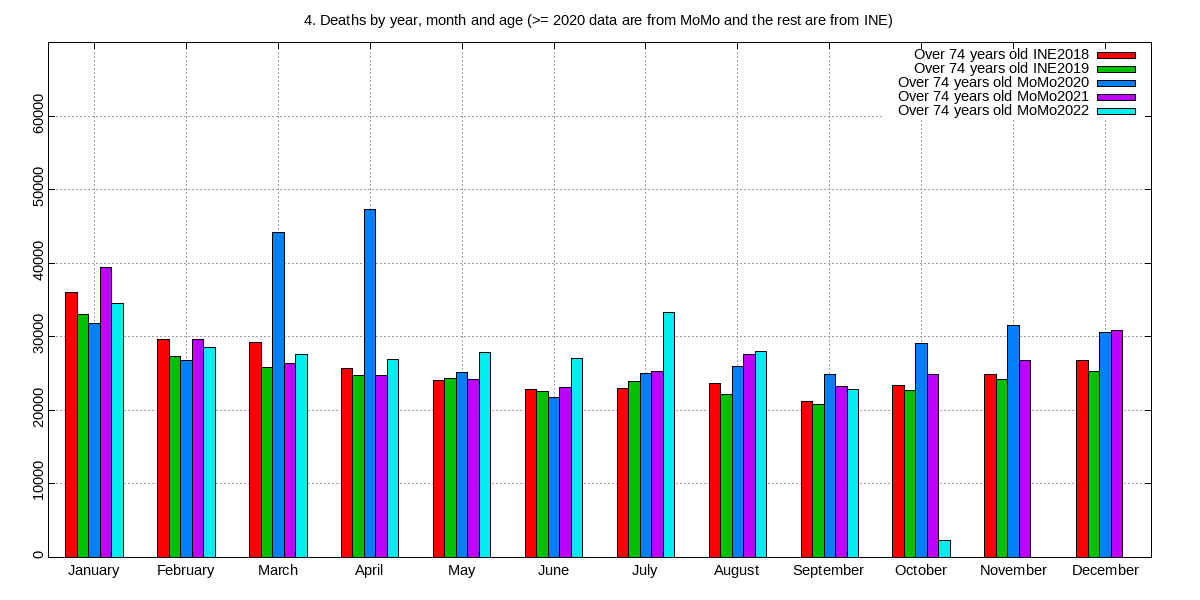 4. Deaths by year, month and age (>= 2020 data are from MoMo and the rest are from INE)
Over 74 years old INE2018
Over 74 years old INE2019
Over 74 years old MoMo2020
Over 74 years old MoMo2021
Over 74 years old MoMo2022
60000
50000
40000
30000
20000
10000
0
January February March April May June July August September October November December